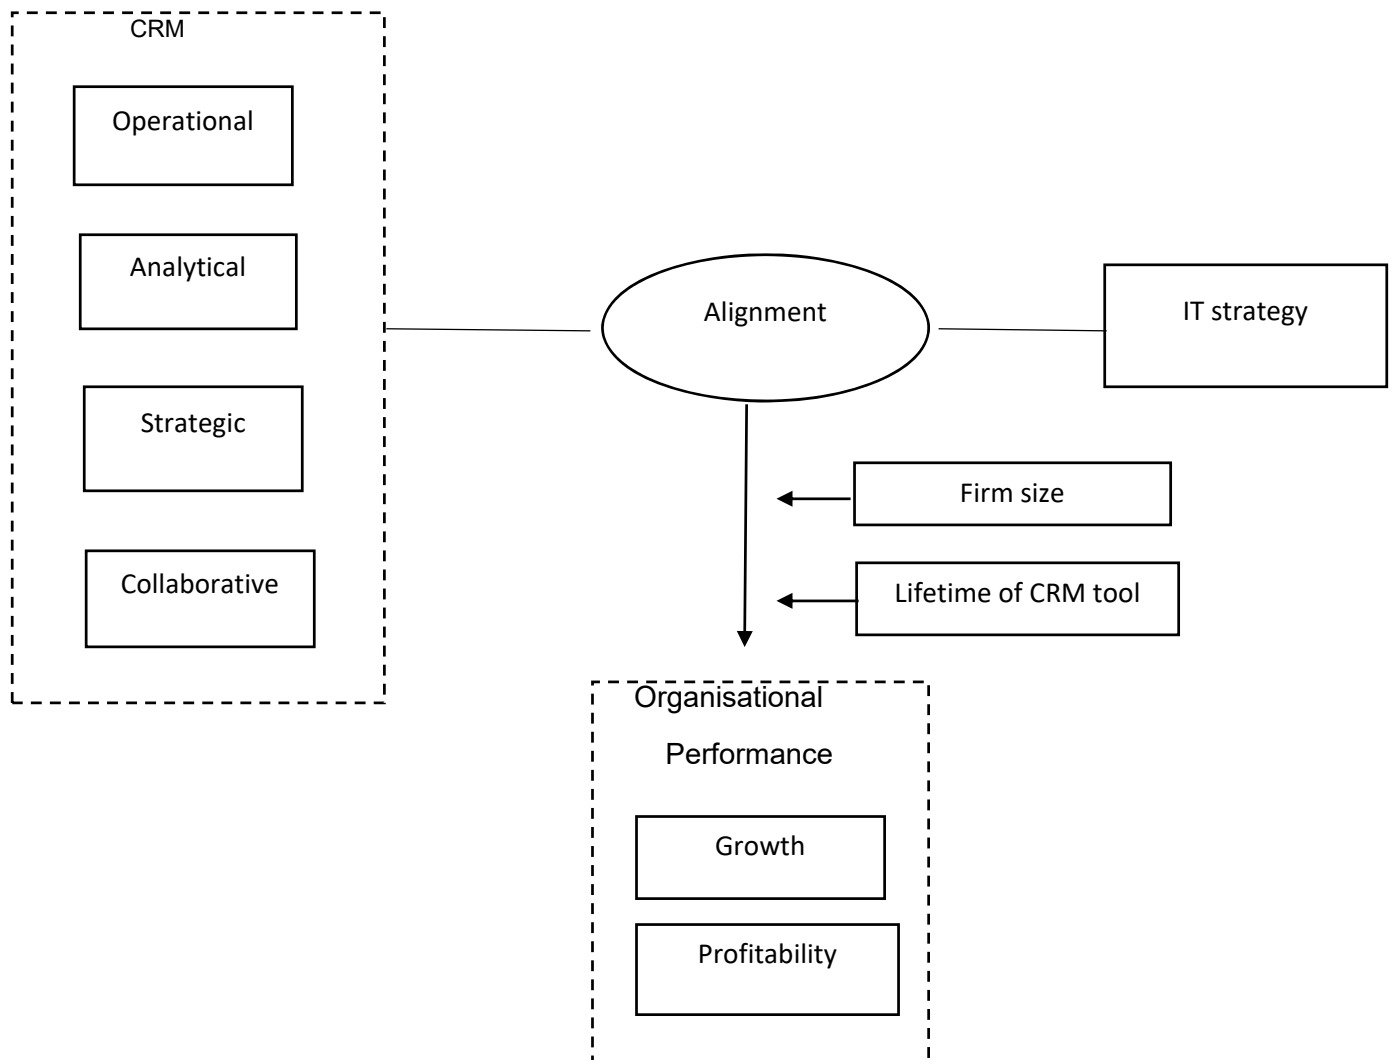 CRM
Operational
Analytical
Strategic
Collaborative
Alignment
IT strategy
Firm size
Lifetime of CRM tool
Organisational
Performance
Growth
Profitability